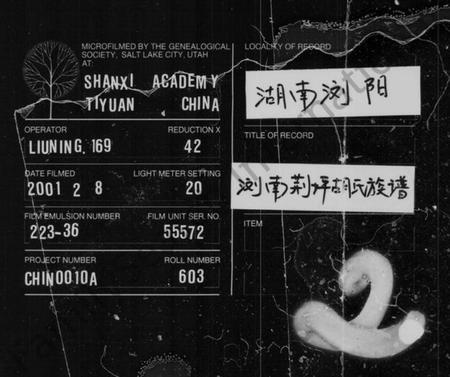 MICROFILMED BY THE GENEALOGICAL
SOCIETY, SALT LAKE CITY, UTAH
AT:
SHANXI ACADEMY
TIYUAN CHINA
OPERATOR
REDUCTION X
LIUNING.169
42
DATE FILMED
LIGHT METER SETTING
2001 2 8
20
FILM EMULSION NUMBER
FILM UNIT SER. NO.
223-36
55572
PROJECT NUMBER
ROLL NUMBER
CHIN0010A
603
LOCALITY OF RECORD
湖南浏阳
TITLE OF RECORD
浏南荆坪胡氏族谱
ITEM
2